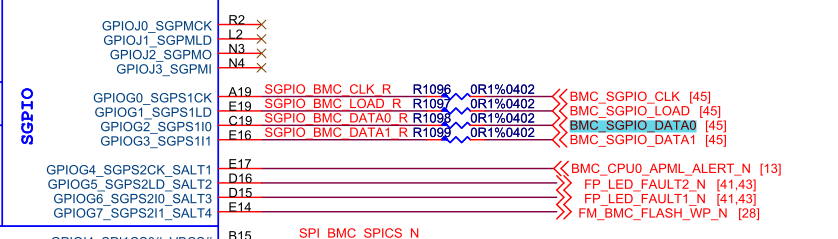 GPIOJ0_SGPMCK R2
GPIOJ1_SGPMLD L2
GPIOJ2_SGPMO N3
GPIOJ3_SGPMI N4
SGPIO
GPIOG0_SGPS1CK A19 SGPIO_BMC_CLK_R R1096 0R1%0402 BMC_SGPIO_CLK [45]
GPIOG1_SGPS1LD E19 SGPIO_BMC_LOAD_R R1097 0R1%0402 BMC_SGPIO_LOAD [45]
GPIOG2_SGPS1I0 C19 SGPIO_BMC_DATA0_R R1098 0R1%0402 BMC_SGPIO_DATA0 [45]
GPIOG3_SGPS1I1 E16 SGPIO_BMC_DATA1_R R1099 0R1%0402 BMC_SGPIO_DATA1 [45]
GPIOG4_SGPS2CK_SALT1 E17 BMC_CPU0_APML_ALERT_N [13]
GPIOG5_SGPS2LD_SALT2 D16 FP_LED_FAULT2_N [41,43]
GPIOG6_SGPS2I0_SALT3 D15 FP_LED_FAULT1_N [41,43]
GPIOG7_SGPS2I1_SALT4 E14 FM_BMC_FLASH_WP_N [28]
B15 SPI_BMC_SPICS_N